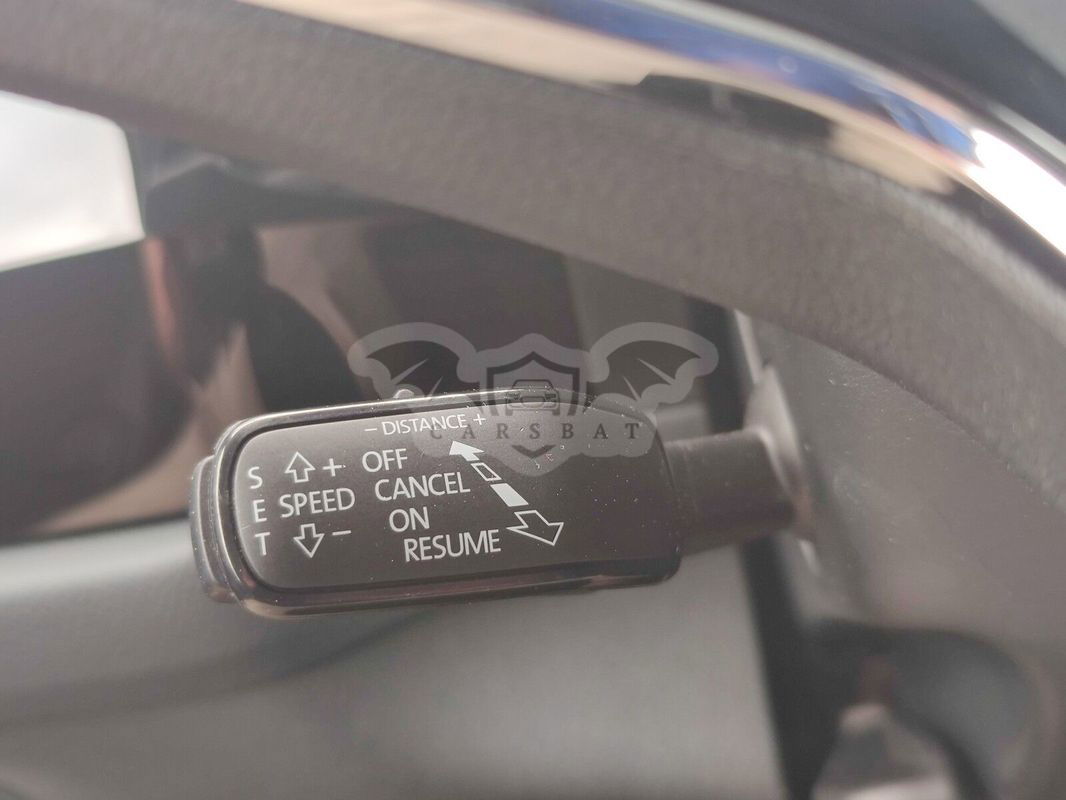 - DISTANCE +
CARSBAT
S
E
T
+
SPEED
-
OFF
CANCEL
ON
RESUME